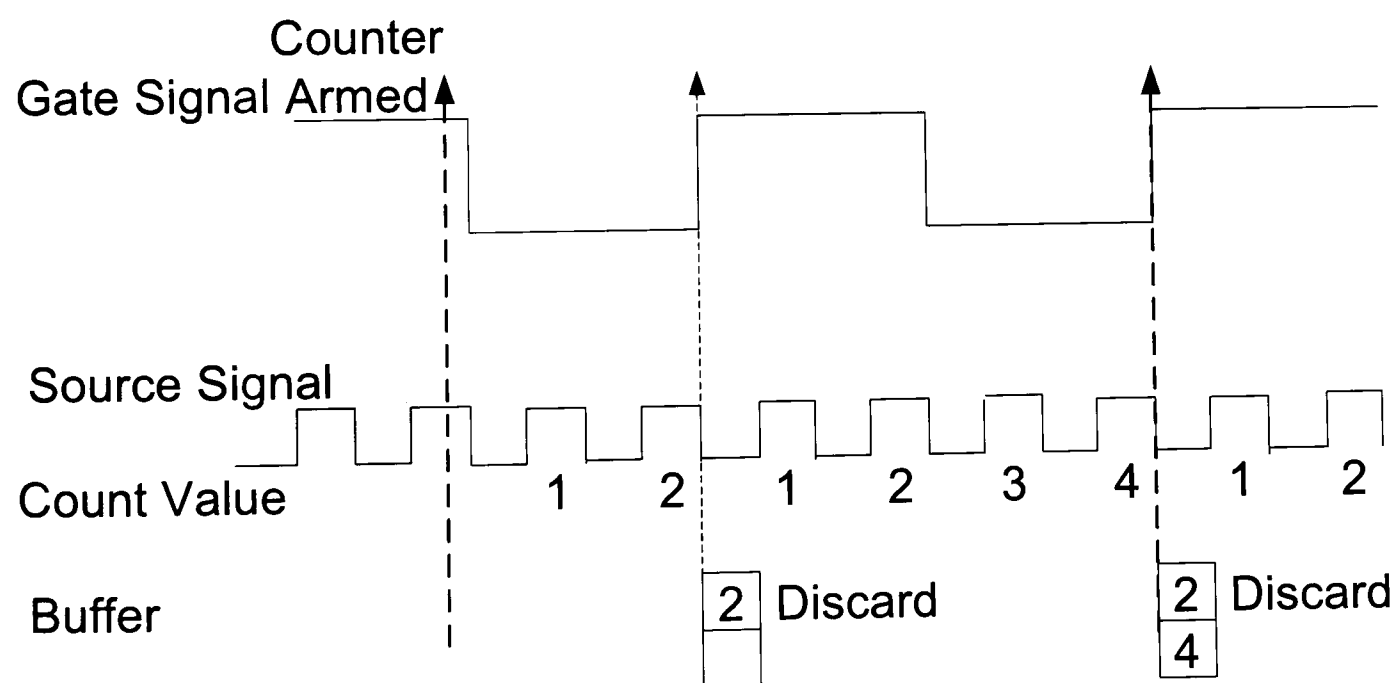 Counter
Gate Signal Armed
Source Signal
Count Value 1 2 1 2 3 4 1 2
Buffer 2 Discard 2 Discard
4